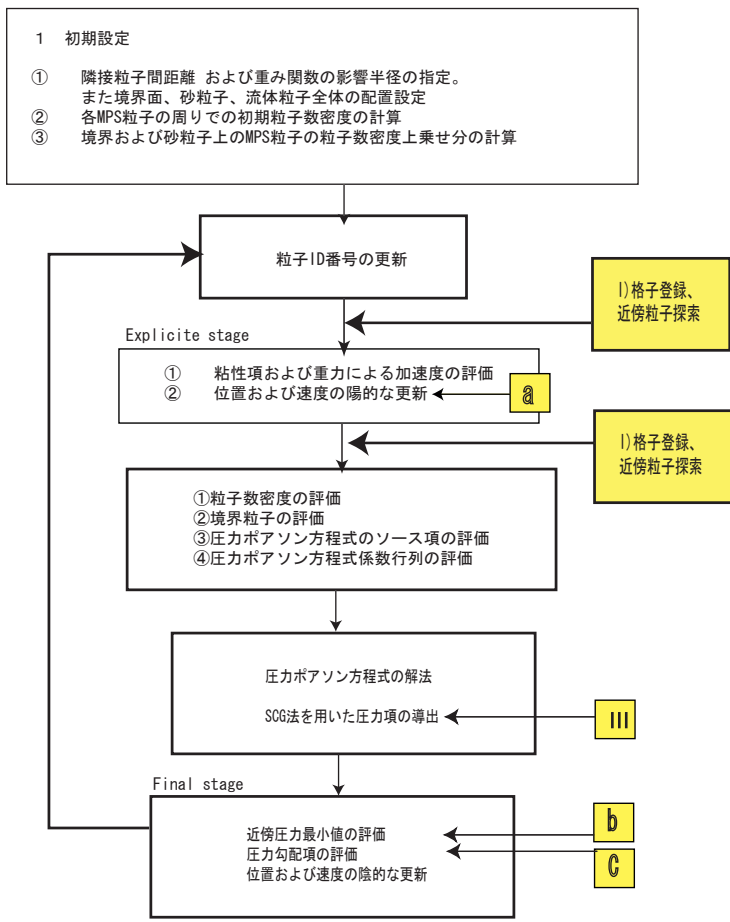 1 初期設定
① 隣接粒子間距離 および重み関数の影響半径の指定。
また境界面、砂粒子、流体粒子全体の配置設定
② 各MPS粒子の周りでの初期粒子数密度の計算
③ 境界および砂粒子上のMPS粒子の粒子数密度上乗せ分の計算
粒子ID番号の更新
I)格子登録、
近傍粒子探索
Explicite stage
① 粘性項および重力による加速度の評価
② 位置および速度の陽的な更新
a
I)格子登録、
近傍粒子探索
①粒子数密度の評価
②境界粒子の評価
③圧力ポアソン方程式のソース項の評価
④圧力ポアソン方程式係数行列の評価
圧力ポアソン方程式の解法
SCG法を用いた圧力項の導出
III
Final stage
近傍圧力最小値の評価
b
圧力勾配項の評価
C
位置および速度の陰的な更新